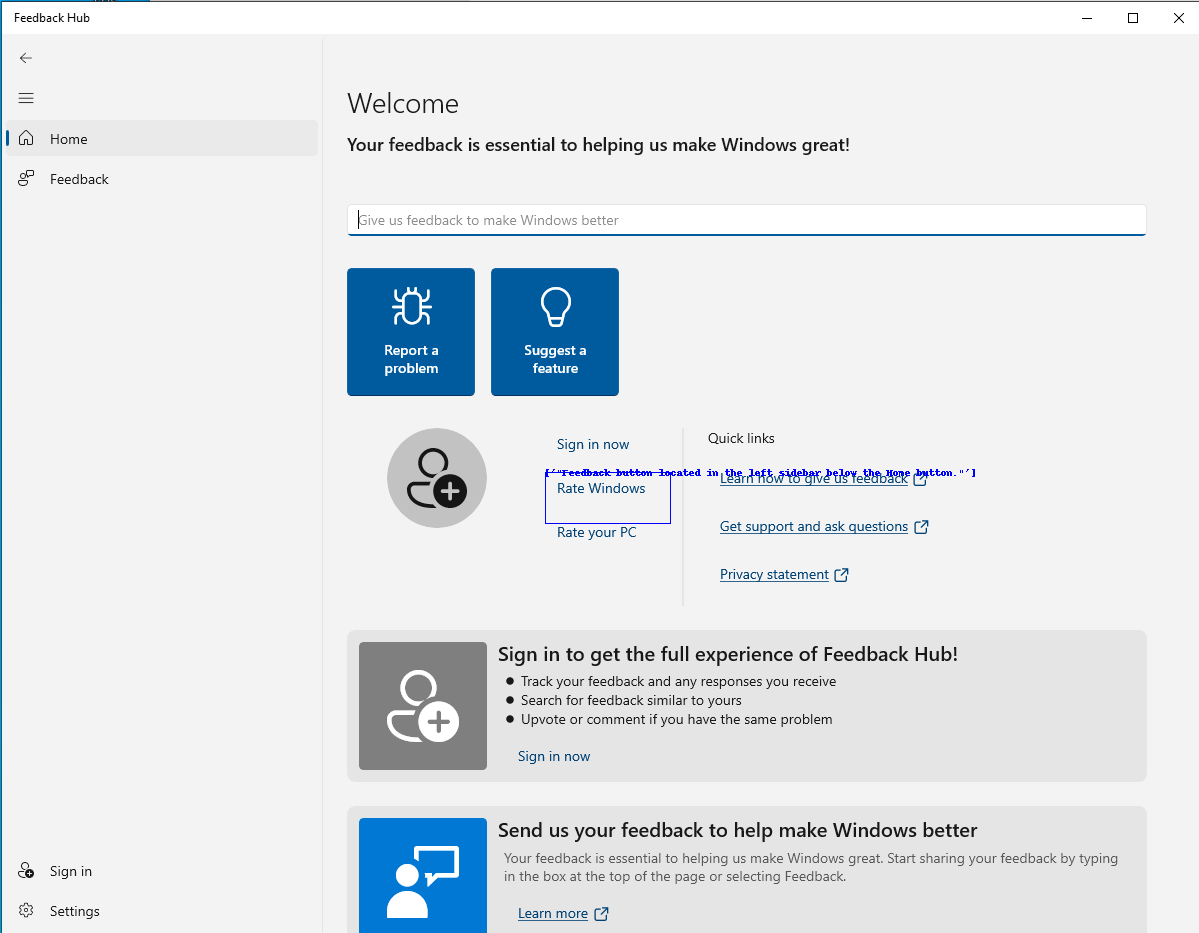 Feedback Hub
Home
Feedback
Welcome
Your feedback is essential to helping us make Windows great!
Give us feedback to make Windows better
Report a
problem
Suggest a
feature
Sign in now
Rate Windows
Rate your PC
Quick links
['"Feedback button located in the left sidebar below the Home button."']
Learn how to give us feedback
Get support and ask questions
Privacy statement
Sign in to get the full experience of Feedback Hub!
Track your feedback and any responses you receive
Search for feedback similar to yours
Upvote or comment if you have the same problem
Sign in now
Send us your feedback to help make Windows better
Your feedback is essential to helping us make Windows great. Start sharing your feedback by typing
in the box at the top of the page or selecting Feedback.
Learn more
Sign in
Settings